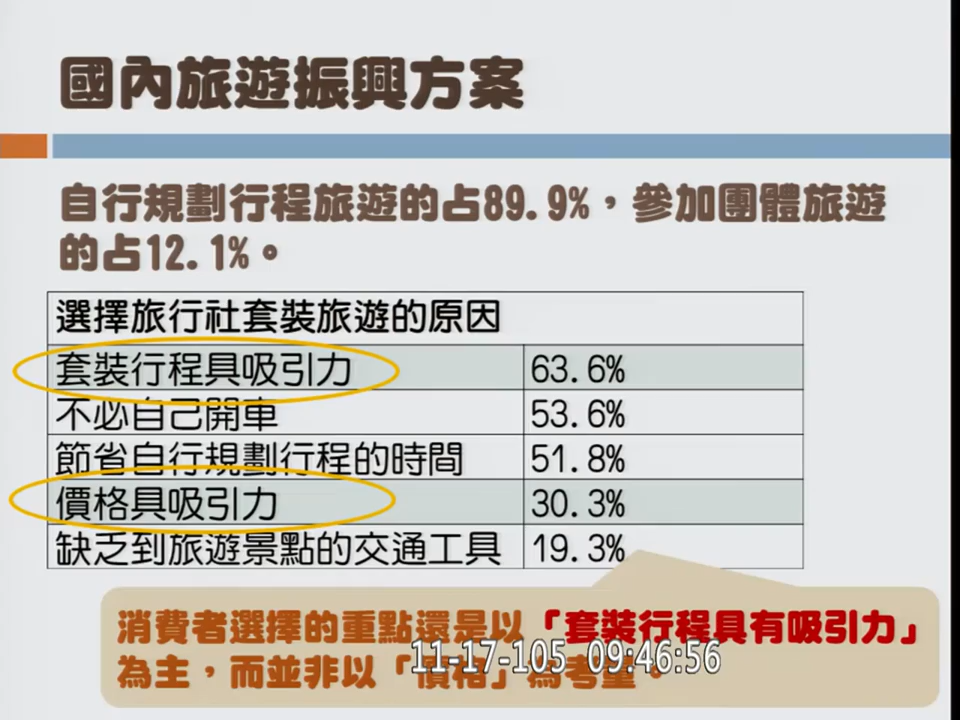 國內旅遊振興方案
自行規劃行程旅遊的占89.9%，參加團體旅遊
的占12.1%。
選擇旅行社套裝旅遊的原因
套裝行程具吸引力 63.6%
不必自己開車 53.6%
節省自行規劃行程的時間 51.8%
價格具吸引力 30.3%
缺乏到旅遊景點的交通工具 19.3%
消費者選擇的重點還是以「套裝行程具有吸引力」
為主，而並非以「價格」為考量。
11-17-105 09:46:56